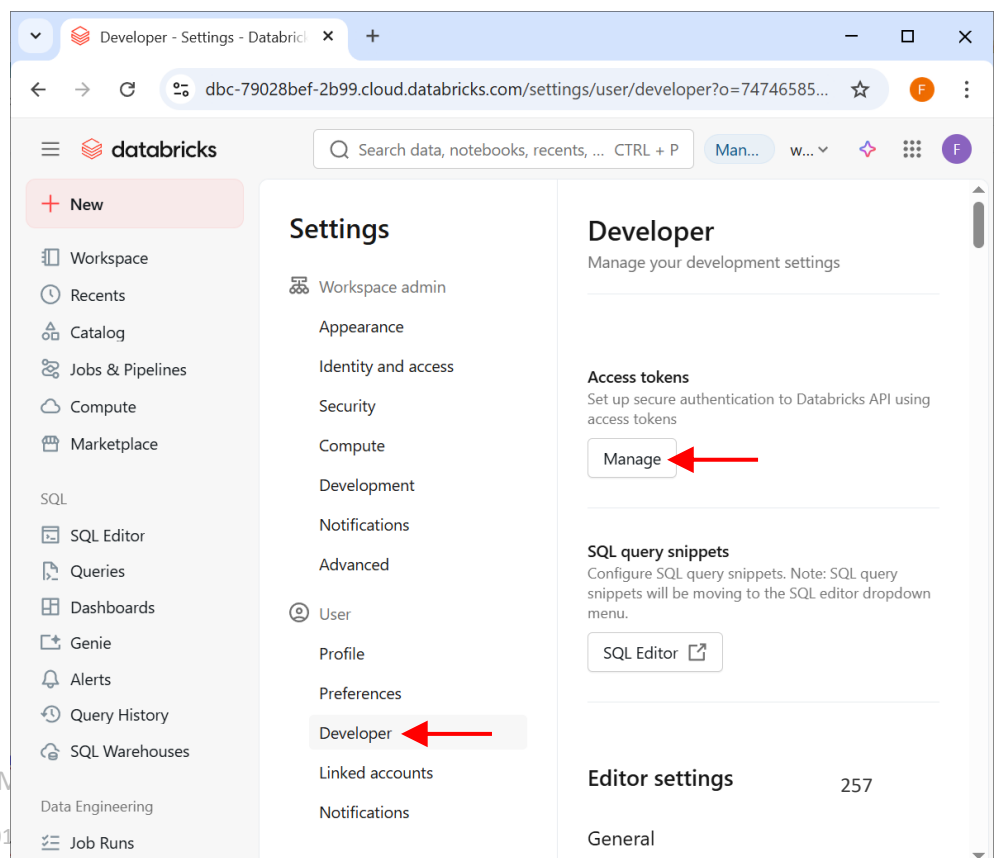 Developer - Settings - Databric
dbc-79028bef-2b99.cloud.databricks.com/settings/user/developer?o=74746585...
F
databricks
Search data, notebooks, recents, ... CTRL + P
Man...
w...
F
New
Workspace
Recents
Catalog
Jobs & Pipelines
Compute
Marketplace
SQL
SQL Editor
Queries
Dashboards
Genie
Alerts
Query History
SQL Warehouses
Data Engineering
Job Runs
Settings
Workspace admin
Appearance
Identity and access
Security
Compute
Development
Notifications
Advanced
User
Profile
Preferences
Developer
Linked accounts
Notifications
Developer
Manage your development settings
Access tokens
Set up secure authentication to Databricks API using
access tokens
Manage
SQL query snippets
Configure SQL query snippets. Note: SQL query
snippets will be moving to the SQL editor dropdown
menu.
SQL Editor
Editor settings
257
General